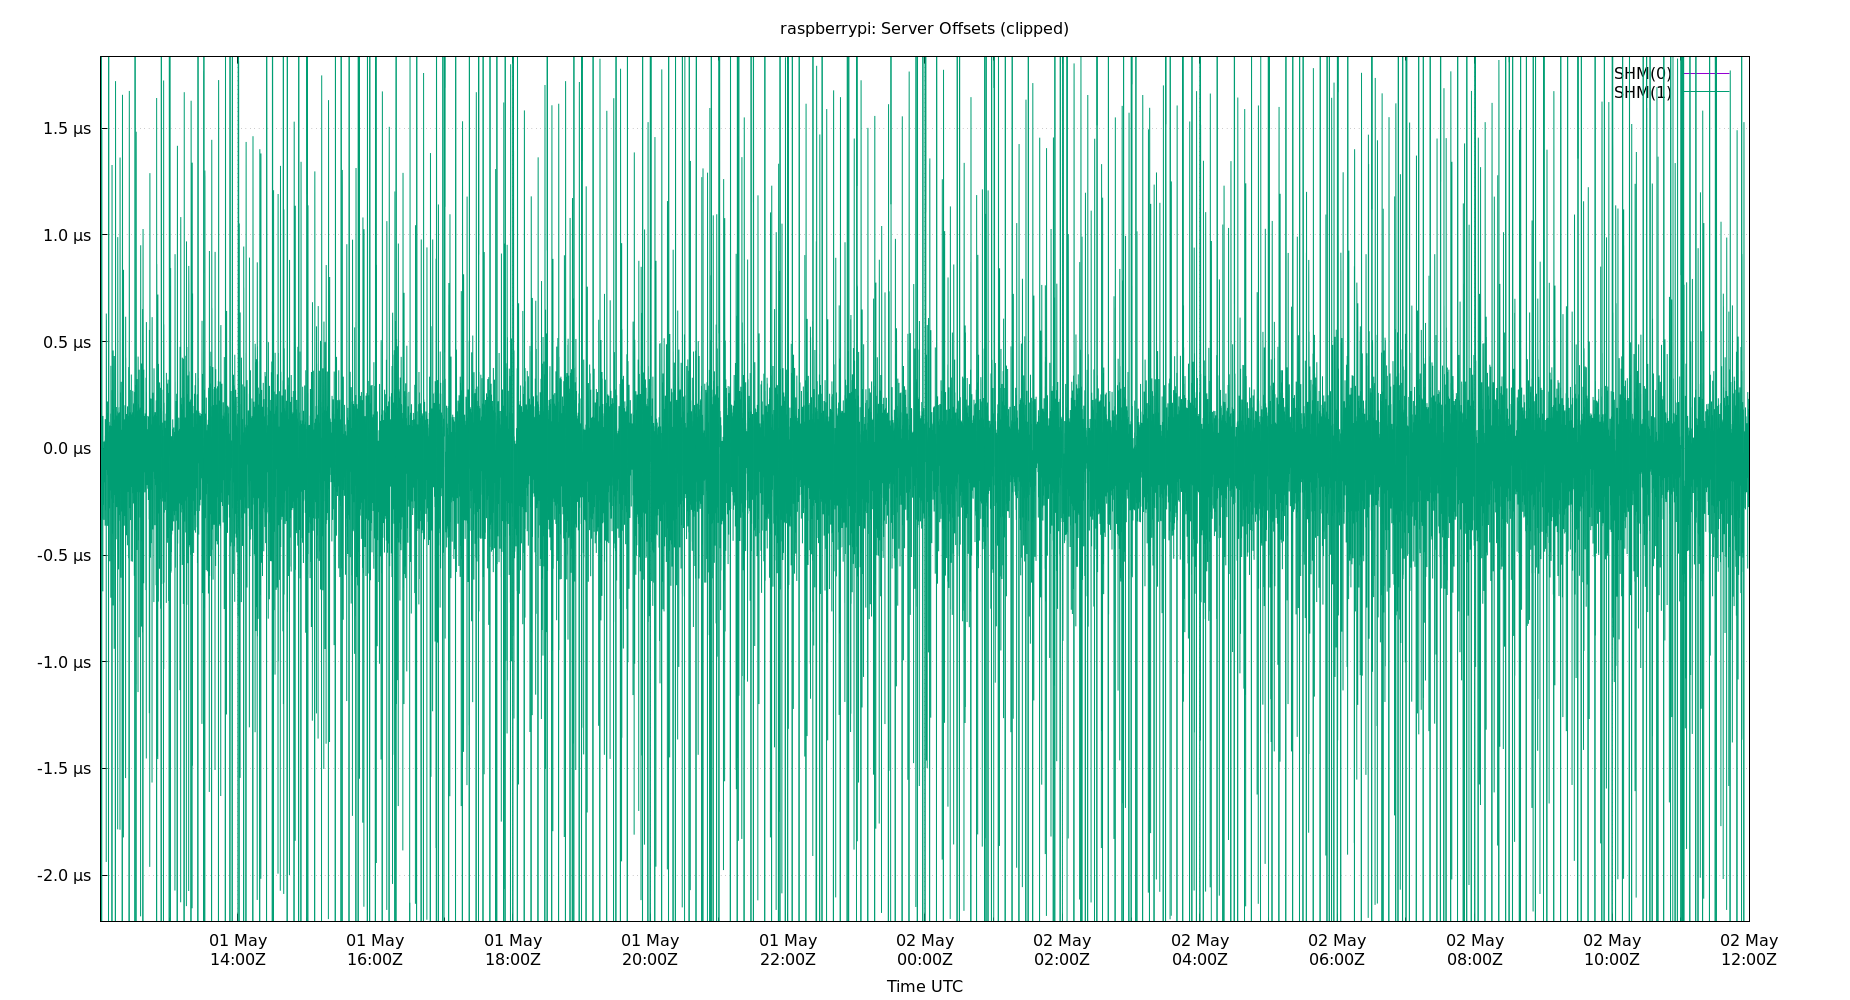 raspberrypi: Server Offsets (clipped)
SHM(0)
SHM(1)
1.5 µs
1.0 µs
0.5 µs
0.0 µs
-0.5 µs
-1.0 µs
-1.5 µs
-2.0 µs
01 May 01 May 01 May 01 May 01 May 02 May 02 May 02 May 02 May 02 May 02 May 02 May
14:00Z 16:00Z 18:00Z 20:00Z 22:00Z 00:00Z 02:00Z 04:00Z 06:00Z 08:00Z 10:00Z 12:00Z
Time UTC